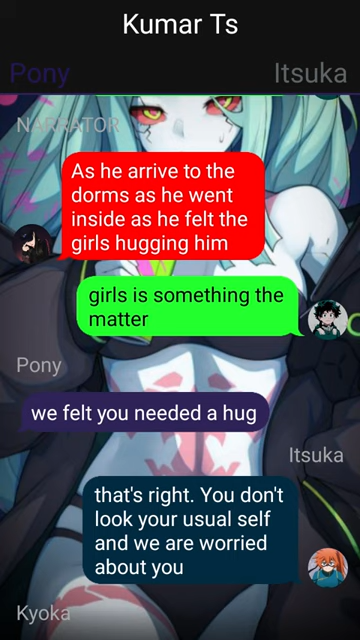 Kumar Ts
Pony
Itsuka
NARRATOR
As he arrive to the
dorms as he went
inside as he felt the
girls hugging him
girls is something the
matter
Pony
we felt you needed a hug
Itsuka
that's right. You don't
look your usual self
and we are worried
about you
Kyoka